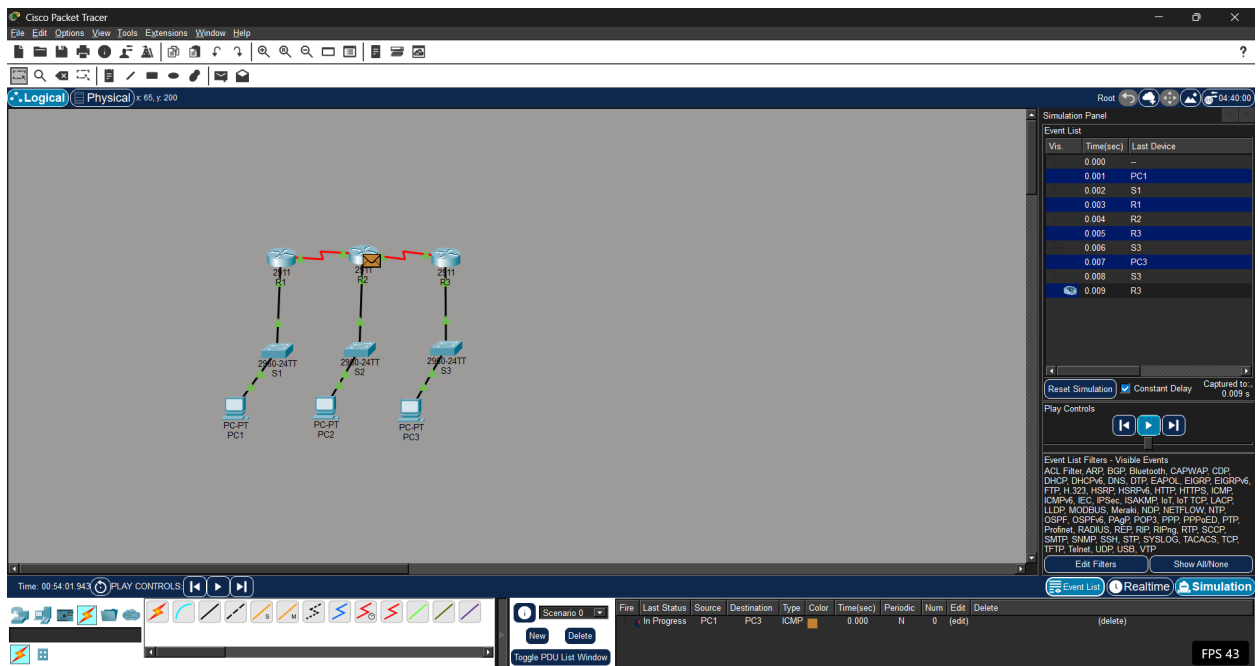 Cisco Packet Tracer
File Edit Options View Tools Extensions Window Help
?
Logical Physical x: 65, y: 200
Root 04:40:00
2911
R1
2911
R2
2911
R3
2960-24TT
S1
2960-24TT
S2
2960-24TT
S3
PC-PT
PC1
PC-PT
PC2
PC-PT
PC3
Simulation Panel
Event List
Vis. Time(sec) Last Device
0.000 --
0.001 PC1
0.002 S1
0.003 R1
0.004 R2
0.005 R3
0.006 S3
0.007 PC3
0.008 S3
0.009 R3
Reset Simulation Constant Delay Captured to:
0.009 s
Play Controls
Event List Filters - Visible Events
ACL Filter, ARP, BGP, Bluetooth, CAPWAP, CDP,
DHCP, DHCPv6, DNS, DTP, EAPOL, EIGRP, EIGRPv6,
FTP, H.323, HSRP, HSRPv6, HTTP, HTTPS, ICMP,
ICMPv6, IEC, IPSec, ISAKMP, IoT, IoT TCP, LACP,
LLDP, MODBUS, Meraki, NDP, NETFLOW, NTP,
OSPF, OSPFv6, PAgP, POP3, PPP, PPPoED, PTP,
Profinet, RADIUS, REP, RIP, RIPng, RTP, SCCP,
SMTP, SNMP, SSH, STP, SYSLOG, TACACS, TCP,
TFTP, Telnet, UDP, USB, VTP
Edit Filters Show All/None
Time: 00:54:01.943 PLAY CONTROLS:
Event List Realtime Simulation
Scenario 0
New Delete
Toggle PDU List Window
Fire Last Status Source Destination Type Color Time(sec) Periodic Num Edit Delete
In Progress PC1 PC3 ICMP 0.000 N 0 (edit) (delete)
FPS 43